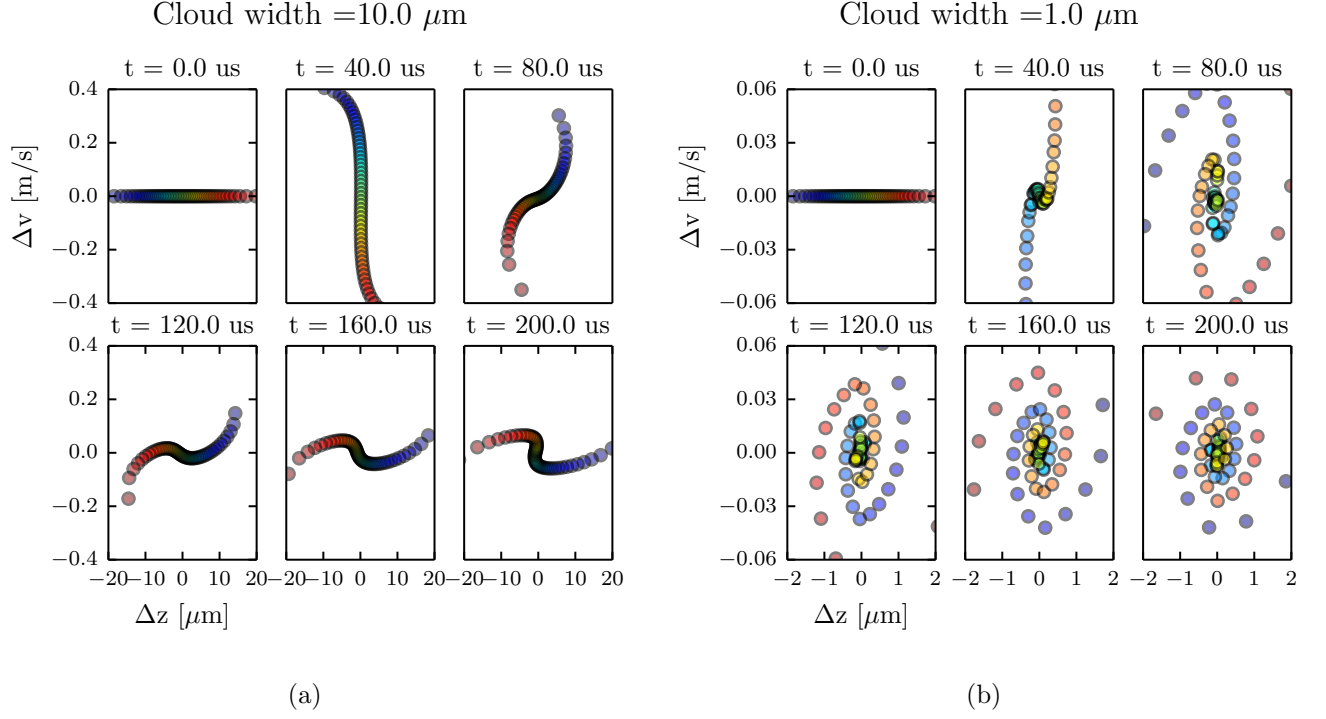 Cloud width =10.0 μm
t = 0.0 us
t = 40.0 us
t = 80.0 us
0.4
0.2
0.0
−0.2
−0.4
Δv [m/s]
t = 120.0 us
t = 160.0 us
t = 200.0 us
0.4
0.2
0.0
−0.2
−0.4
−20 −10 0 10 20
−20 −10 0 10 20
−20 −10 0 10 20
Δz [μm]
(a)
Cloud width =1.0 μm
t = 0.0 us
t = 40.0 us
t = 80.0 us
0.06
0.03
0.00
−0.03
−0.06
Δv [m/s]
t = 120.0 us
t = 160.0 us
t = 200.0 us
0.06
0.03
0.00
−0.03
−0.06
−2 −1 0 1 2
−2 −1 0 1 2
−2 −1 0 1 2
Δz [μm]
(b)